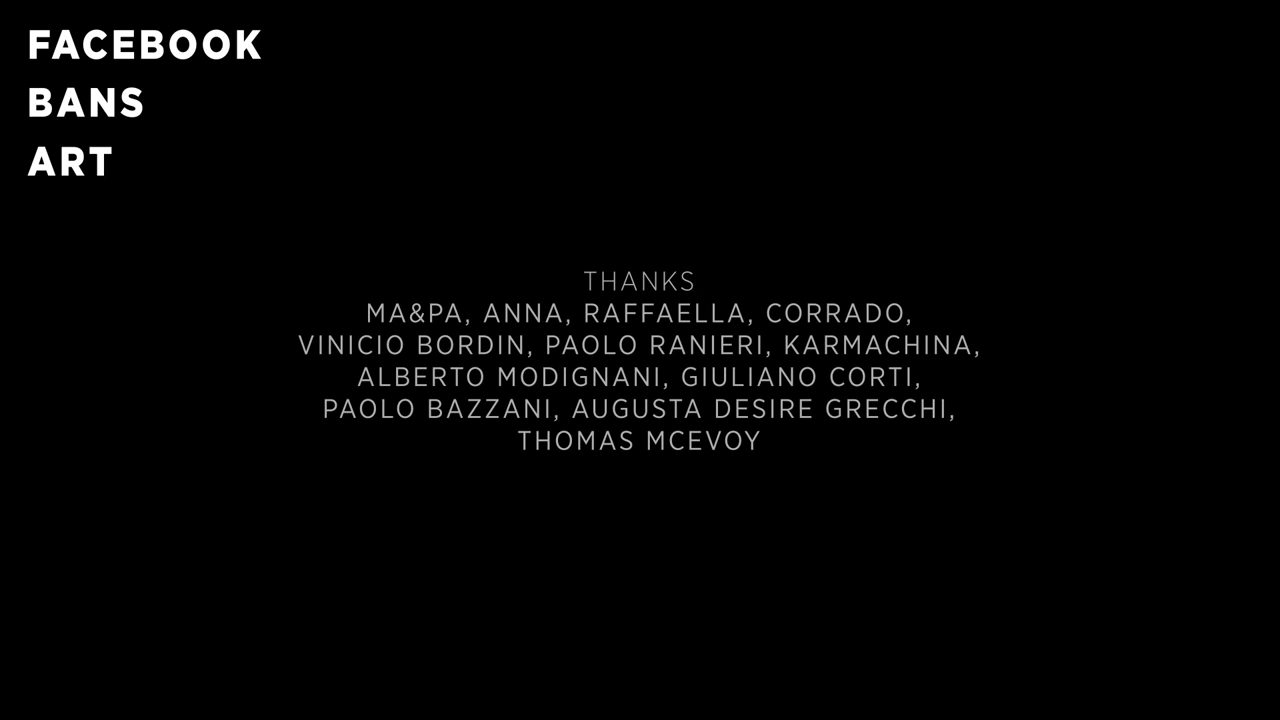 FACEBOOK
BANS
ART
THANKS
MA&PA, ANNA, RAFFAELLA, CORRADO,
VINICIO BORDIN, PAOLO RANIERI, KARMACHINA,
ALBERTO MODIGNANI, GIULIANO CORTI,
PAOLO BAZZANI, AUGUSTA DESIRE GRECCHI,
THOMAS MCEVOY